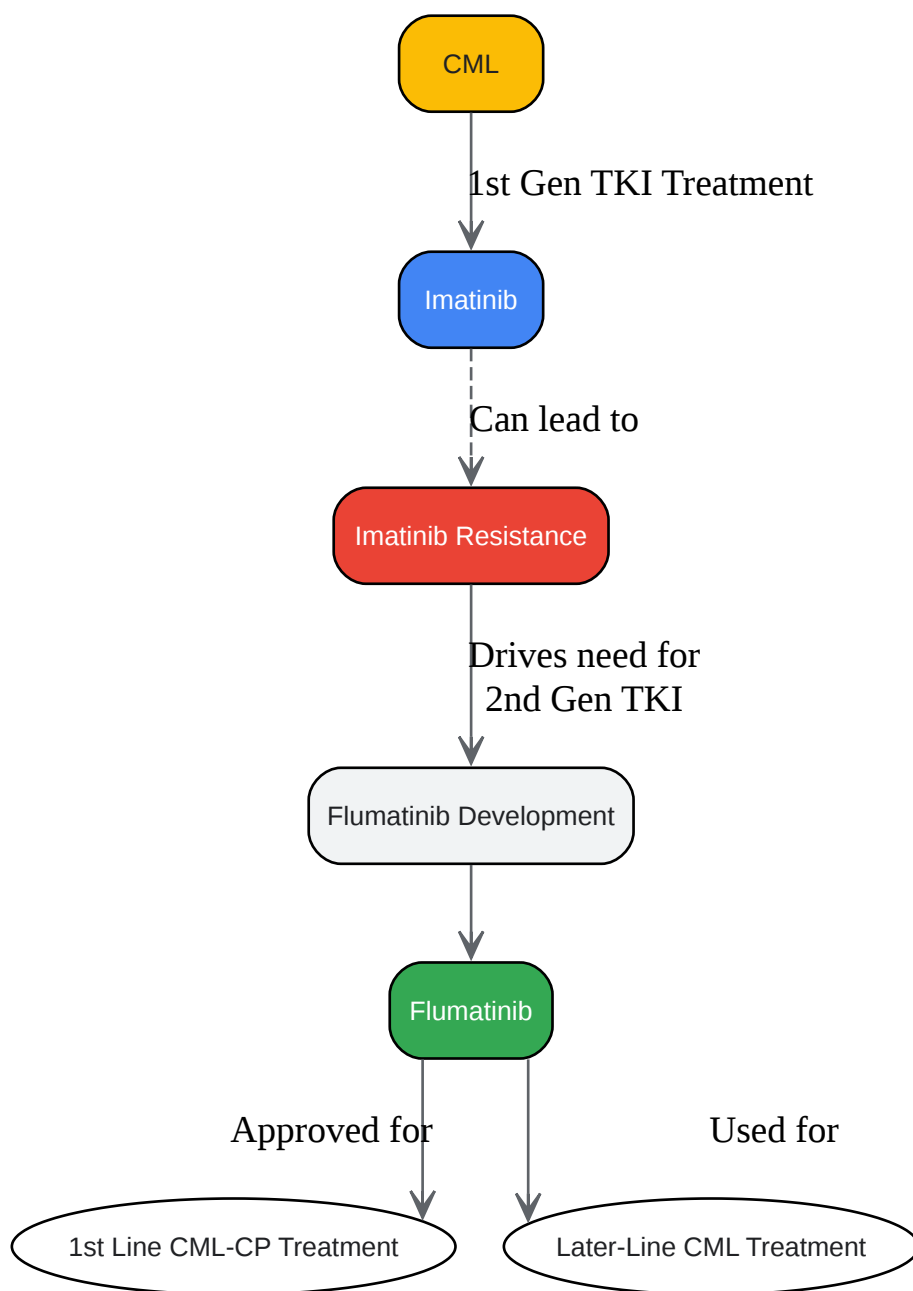 CML
1st Gen TKI Treatment
Imatinib
Can lead to
Imatinib Resistance
Drives need for
2nd Gen TKI
Flumatinib Development
Flumatinib
Approved for
Used for
1st Line CML-CP Treatment
Later-Line CML Treatment